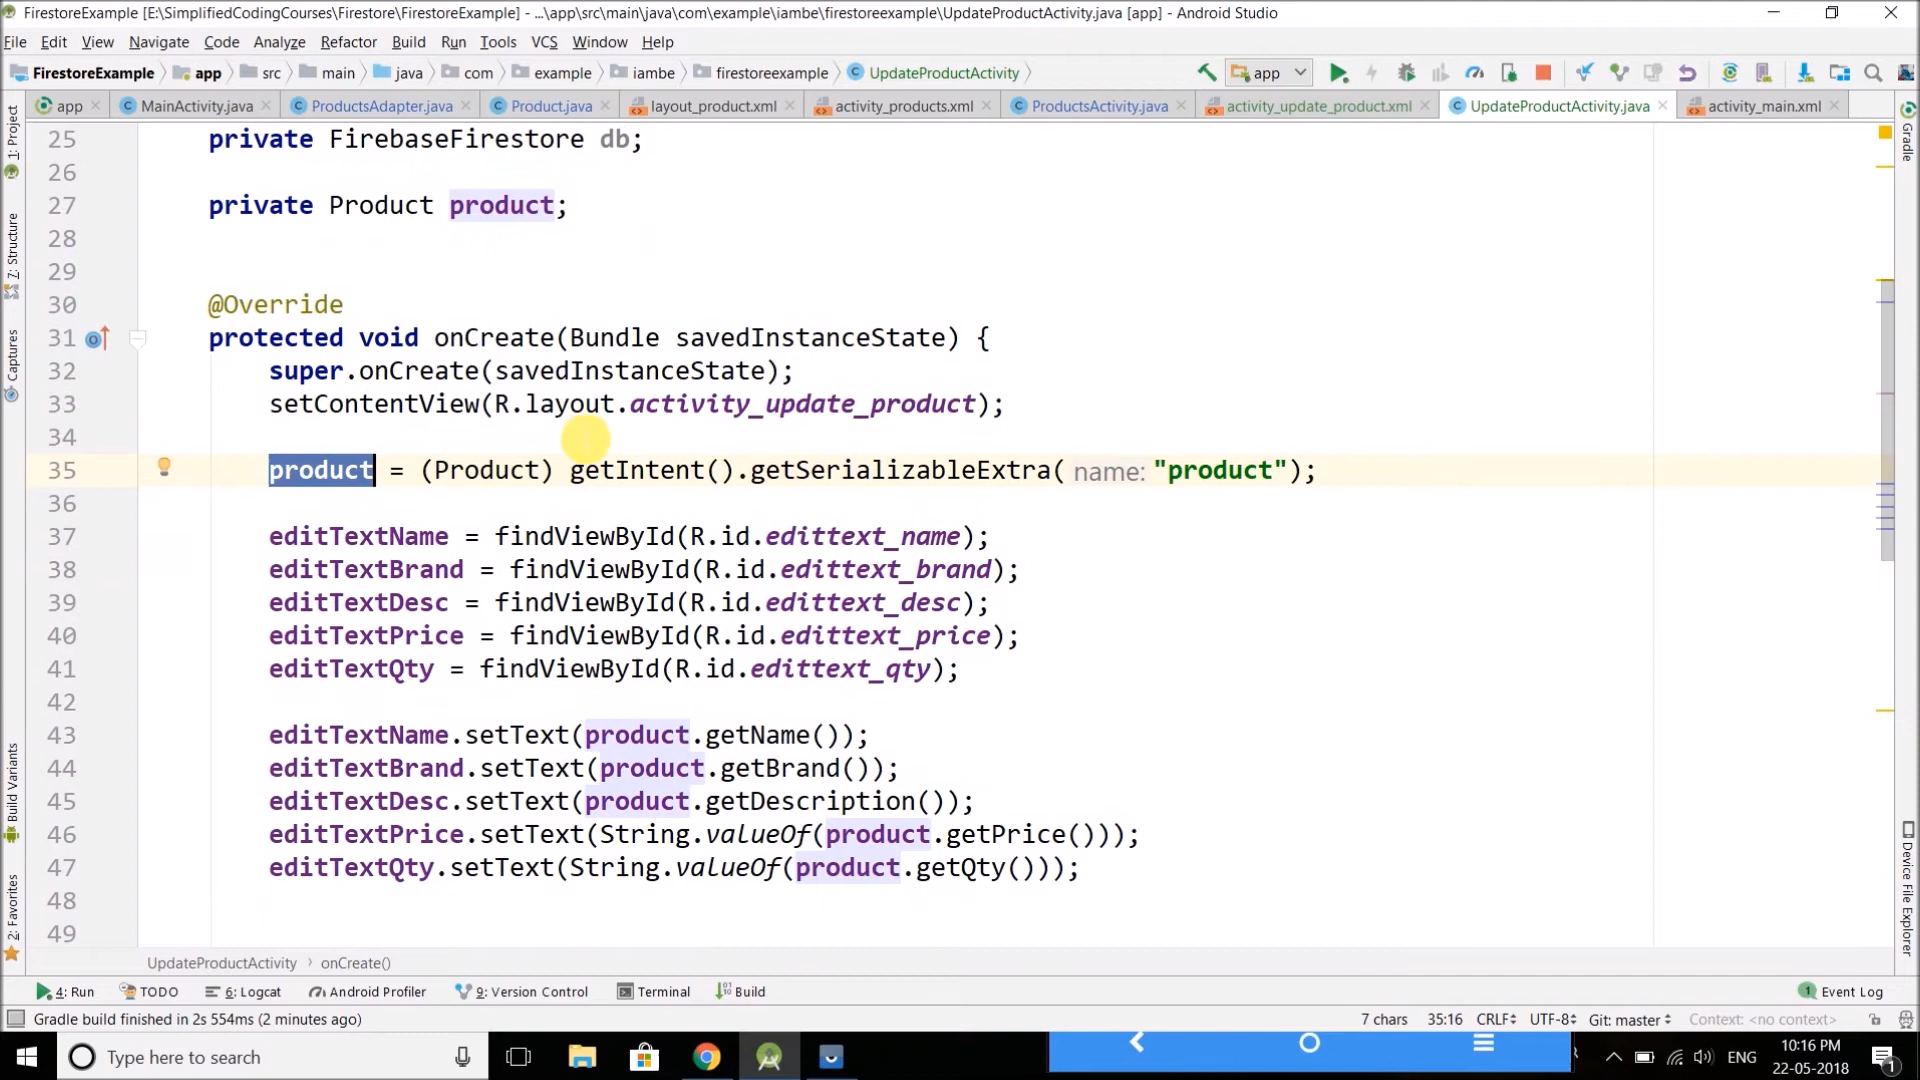 FirestoreExample [E:\SimplifiedCodingCourses\Firestore\FirestoreExample] - ...\app\src\main\java\com\example\iambe\firestoreexample\UpdateProductActivity.java [app] - Android Studio
File Edit View Navigate Code Analyze Refactor Build Run Tools VCS Window Help
FirestoreExample app src main java com example iambe firestoreexample UpdateProductActivity app
app MainActivity.java ProductsAdapter.java Product.java layout_product.xml activity_products.xml ProductsActivity.java activity_update_product.xml UpdateProductActivity.java activity_main.xml
1: Project
7: Structure
Captures
Build Variants
2: Favorites
25 private FirebaseFirestore db;
26
27 private Product product;
28
29
30 @Override
31 protected void onCreate(Bundle savedInstanceState) {
32 super.onCreate(savedInstanceState);
33 setContentView(R.layout.activity_update_product);
34
35 product = (Product) getIntent().getSerializableExtra( name: "product");
36
37 editTextName = findViewById(R.id.edittext_name);
38 editTextBrand = findViewById(R.id.edittext_brand);
39 editTextDesc = findViewById(R.id.edittext_desc);
40 editTextPrice = findViewById(R.id.edittext_price);
41 editTextQty = findViewById(R.id.edittext_qty);
42
43 editTextName.setText(product.getName());
44 editTextBrand.setText(product.getBrand());
45 editTextDesc.setText(product.getDescription());
46 editTextPrice.setText(String.valueOf(product.getPrice()));
47 editTextQty.setText(String.valueOf(product.getQty()));
48
49
Gradle
Device File Explorer
UpdateProductActivity onCreate()
4: Run TODO 6: Logcat Android Profiler 9: Version Control Terminal Build 1 Event Log
Gradle build finished in 2s 554ms (2 minutes ago) 7 chars 35:16 CRLF UTF-8 Git: master Context: <no context>
Type here to search ENG 10:16 PM
22-05-2018 1